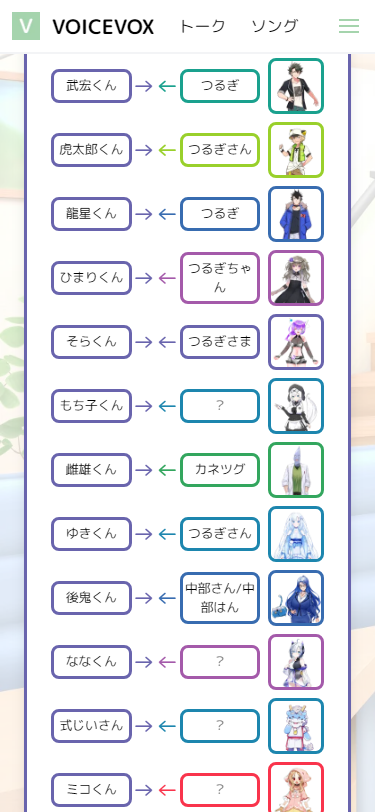 V VOICEVOX トーク ソング
武宏くん → ← つるぎ
虎太郎くん → ← つるぎさん
龍星くん → ← つるぎ
ひまりくん → ← つるぎちゃ
ん
そらくん → ← つるぎさま
もち子くん → ← ？
雌雄くん → ← カネツグ
ゆきくん → ← つるぎさん
後鬼くん → ← 中部さん/中
部はん
ななくん → ← ？
式じいさん → ← ？
ミコくん → ← ？